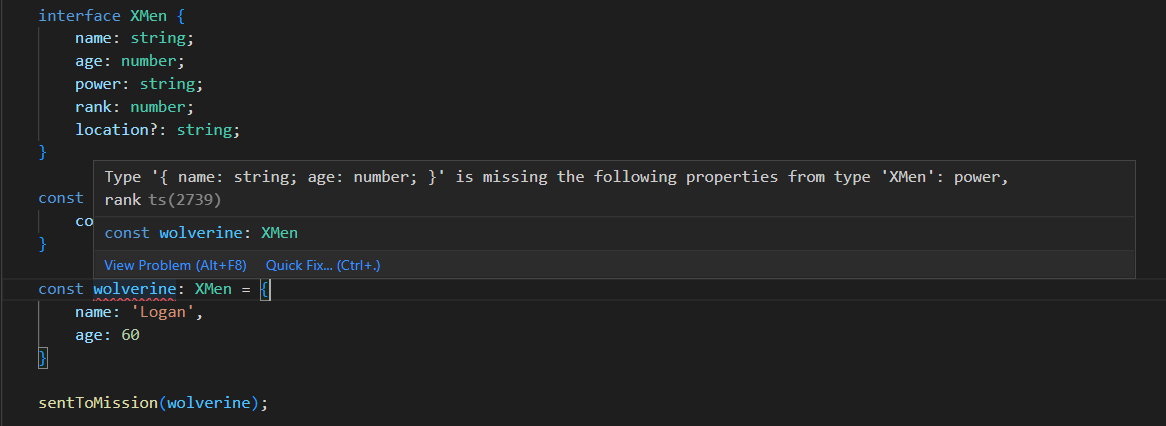 interface XMen {
    name: string;
    age: number;
    power: string;
    rank: number;
    location?: string;
}
Type '{ name: string; age: number; }' is missing the following properties from type 'XMen': power,
rank ts(2739)
const
co
const wolverine: XMen
}
View Problem (Alt+F8) Quick Fix... (Ctrl+.)
const wolverine: XMen = {
    name: 'Logan',
    age: 60
}
sentToMission(wolverine);